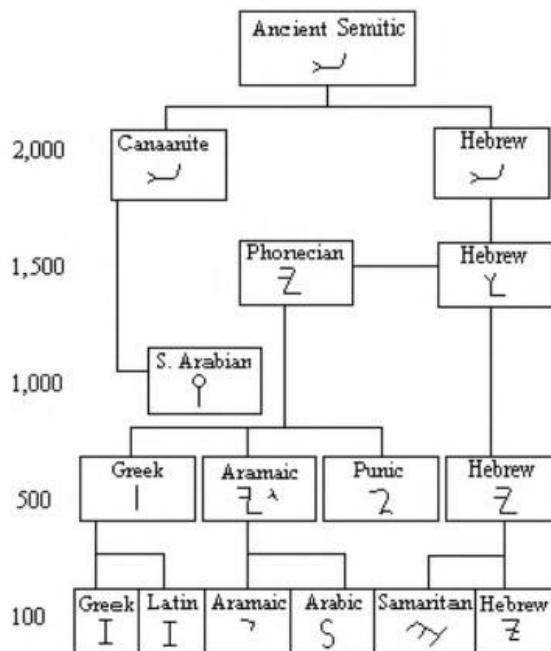 Ancient Semitic
2,000
Canaanite
Hebrew
1,500
Phonecian
Hebrew
1,000
S. Arabian
500
Greek
Aramaic
Punic
Hebrew
100
Greek
Latin
Aramaic
Arabic
Samaritan
Hebrew